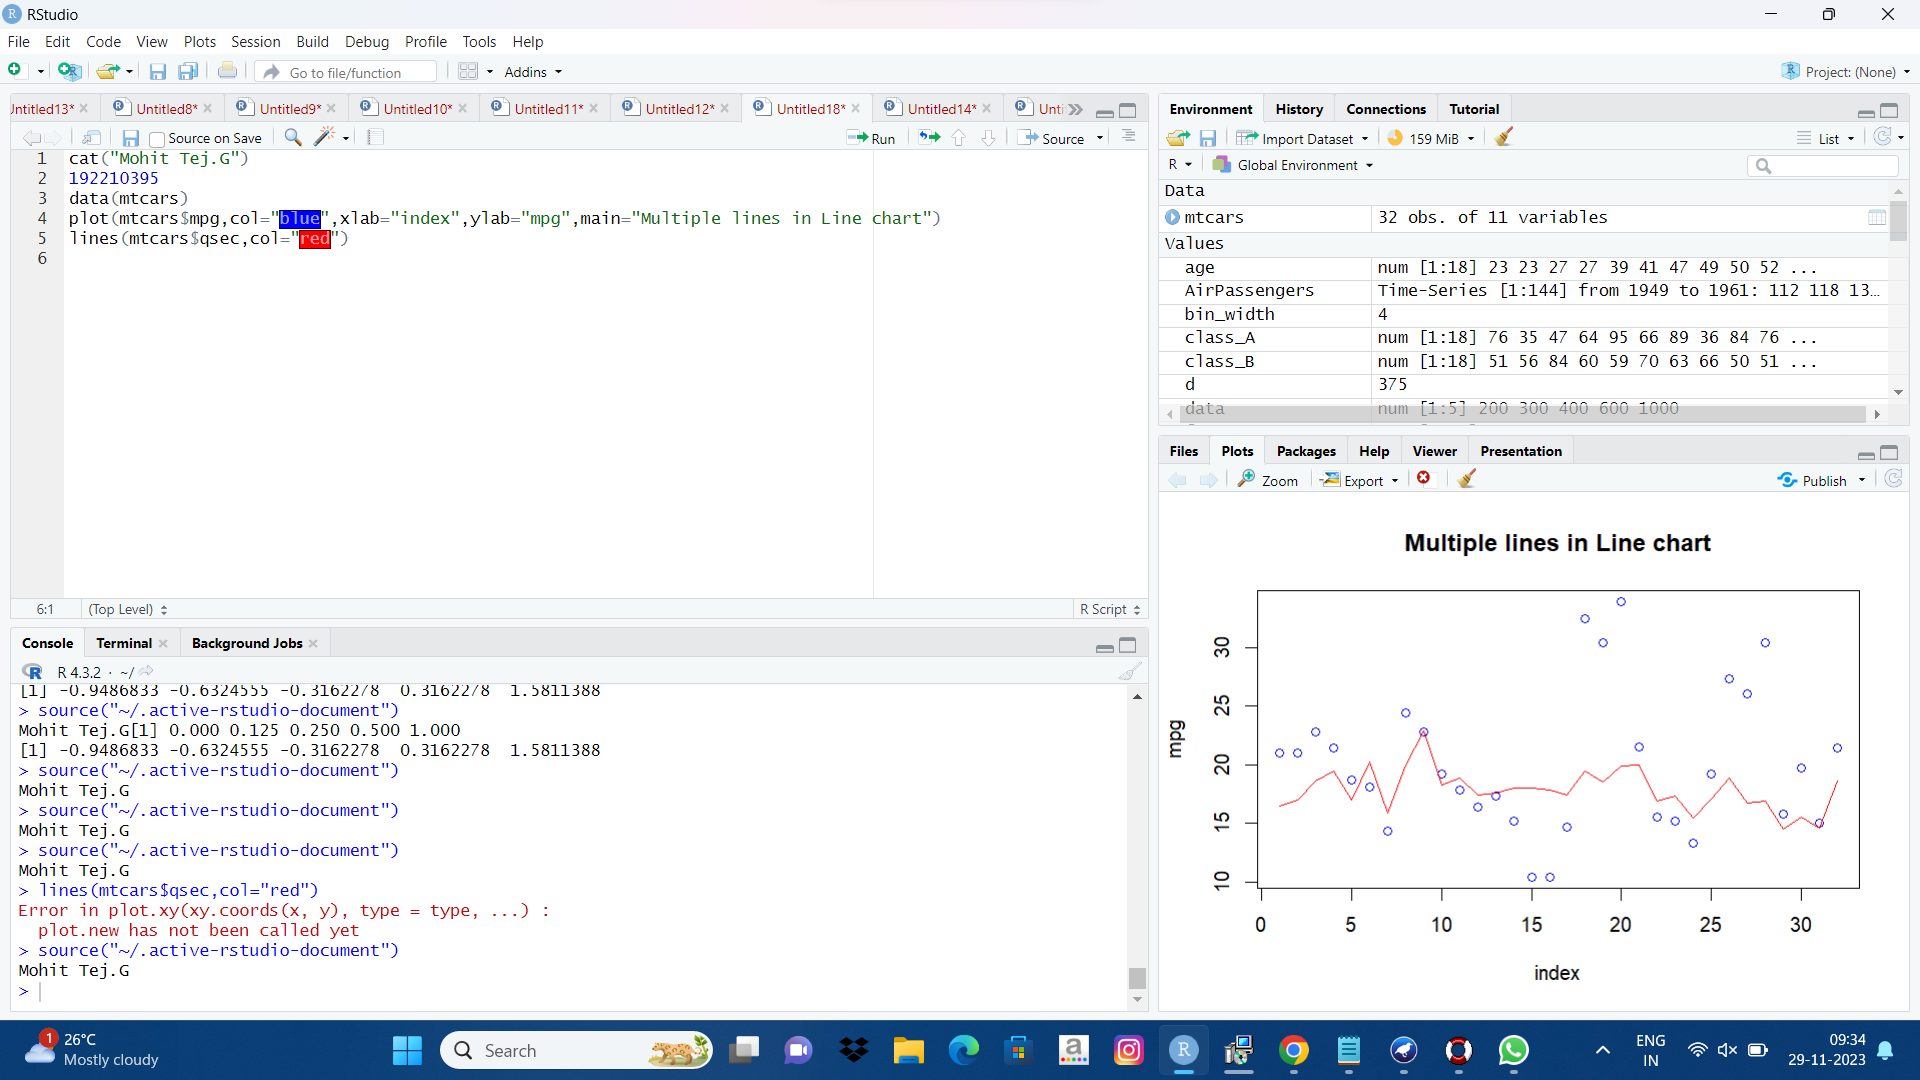 RStudio
File Edit Code View Plots Session Build Debug Profile Tools Help
Go to file/function Addins Project: (None)
Untitled13* Untitled8* Untitled9* Untitled10* Untitled11* Untitled12* Untitled18* Untitled14* Unti
Source on Save Run Source
1 cat("Mohit Tej.G")
2 192210395
3 data(mtcars)
4 plot(mtcars$mpg,col="blue",xlab="index",ylab="mpg",main="Multiple lines in Line chart")
5 lines(mtcars$qsec,col="red")
6
6:1 (Top Level) R Script
Console Terminal Background Jobs
R 4.3.2 · ~/
[1] -0.9486833 -0.6324555 -0.3162278 0.3162278 1.5811388
> source("~/.active-rstudio-document")
Mohit Tej.G[1] 0.000 0.125 0.250 0.500 1.000
[1] -0.9486833 -0.6324555 -0.3162278 0.3162278 1.5811388
> source("~/.active-rstudio-document")
Mohit Tej.G
> source("~/.active-rstudio-document")
Mohit Tej.G
> source("~/.active-rstudio-document")
Mohit Tej.G
> lines(mtcars$qsec,col="red")
Error in plot.xy(xy.coords(x, y), type = type, ...) :
plot.new has not been called yet
> source("~/.active-rstudio-document")
Mohit Tej.G
>
Environment History Connections Tutorial
Import Dataset 159 MiB List
R Global Environment
Data
mtcars 32 obs. of 11 variables
Values
age num [1:18] 23 23 27 27 39 41 47 49 50 52 ...
AirPassengers Time-Series [1:144] from 1949 to 1961: 112 118 13…
bin_width 4
class_A num [1:18] 76 35 47 64 95 66 89 36 84 76 ...
class_B num [1:18] 51 56 84 60 59 70 63 66 50 51 ...
d 375
data num [1:5] 200 300 400 600 1000
Files Plots Packages Help Viewer Presentation
Zoom Export Publish
Multiple lines in Line chart
mpg
30
25
20
15
10
0 5 10 15 20 25 30
index
1 26°C
Mostly cloudy
Search
a
R
ENG
IN
09:34
29-11-2023